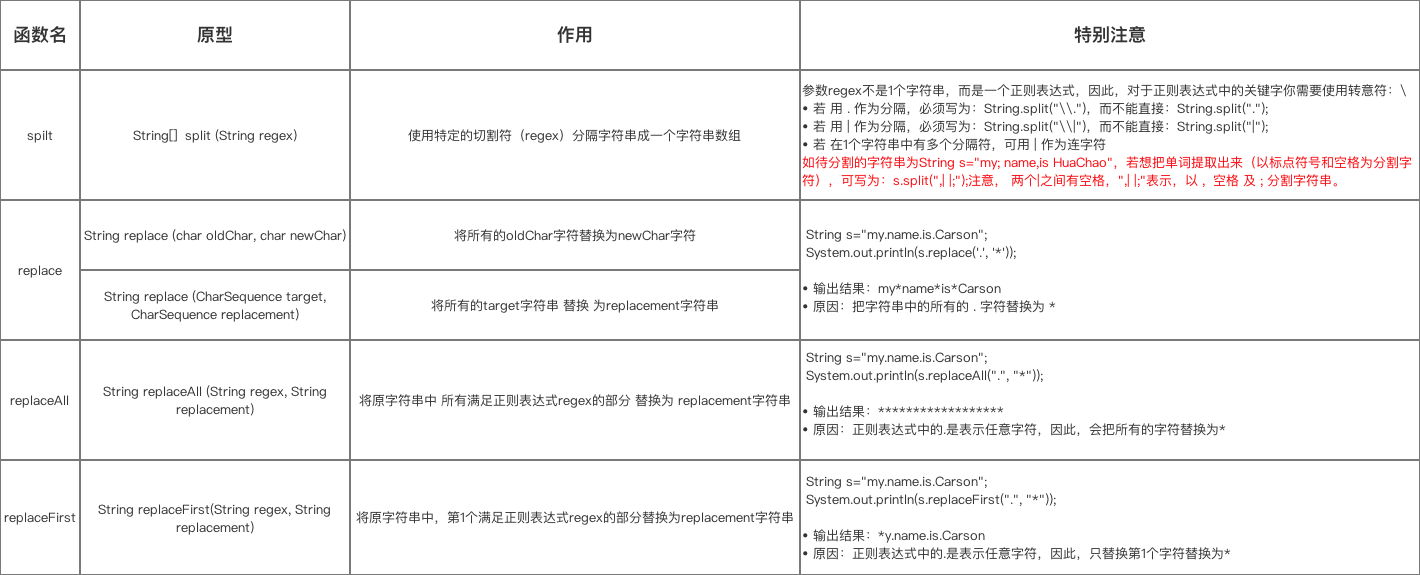 函数名
原型
作用
特别注意
spilt
String[]  split (String regex)
使用特定的切割符（regex）分隔字符串成一个字符串数组
参数regex不是1个字符串，而是一个正则表达式，因此，对于正则表达式中的关键字你需要使用转意符：\
• 若 用 . 作为分隔，必须写为：String.split("\\.")，而不能直接：String.split(".");
• 若 用 | 作为分隔，必须写为：String.split("\\|")，而不能直接：String.split("|");
• 若 在1个字符串中有多个分隔符，可用 | 作为连字符
如待分割的字符串为String s="my; name,is HuaChao"，若想把单词提取出来（以标点符号和空格为分割字
符），可写为：s.split(",| |;");注意， 两个|之间有空格，",| |;"表示，以 ，空格 及 ; 分割字符串。
replace
String replace (char oldChar, char newChar)
将所有的oldChar字符替换为newChar字符
String replace (CharSequence target,
CharSequence replacement)
将所有的target字符串 替换 为replacement字符串
String s="my.name.is.Carson";
System.out.println(s.replace('.', '*'));
• 输出结果：my*name*is*Carson
• 原因：把字符串中的所有的 . 字符替换为 *
replaceAll
String replaceAll (String regex, String
replacement)
将原字符串中 所有满足正则表达式regex的部分 替换为 replacement字符串
String s="my.name.is.Carson";
System.out.println(s.replaceAll(".", "*"));
• 输出结果：******************
• 原因：正则表达式中的.是表示任意字符，因此，会把所有的字符替换为*
replaceFirst
String replaceFirst(String regex, String
replacement)
将原字符串中，第1个满足正则表达式regex的部分替换为replacement字符串
String s="my.name.is.Carson";
System.out.println(s.replaceFirst(".", "*"));
• 输出结果：*y.name.is.Carson
• 原因：正则表达式中的.是表示任意字符，因此，只替换第1个字符替换为*